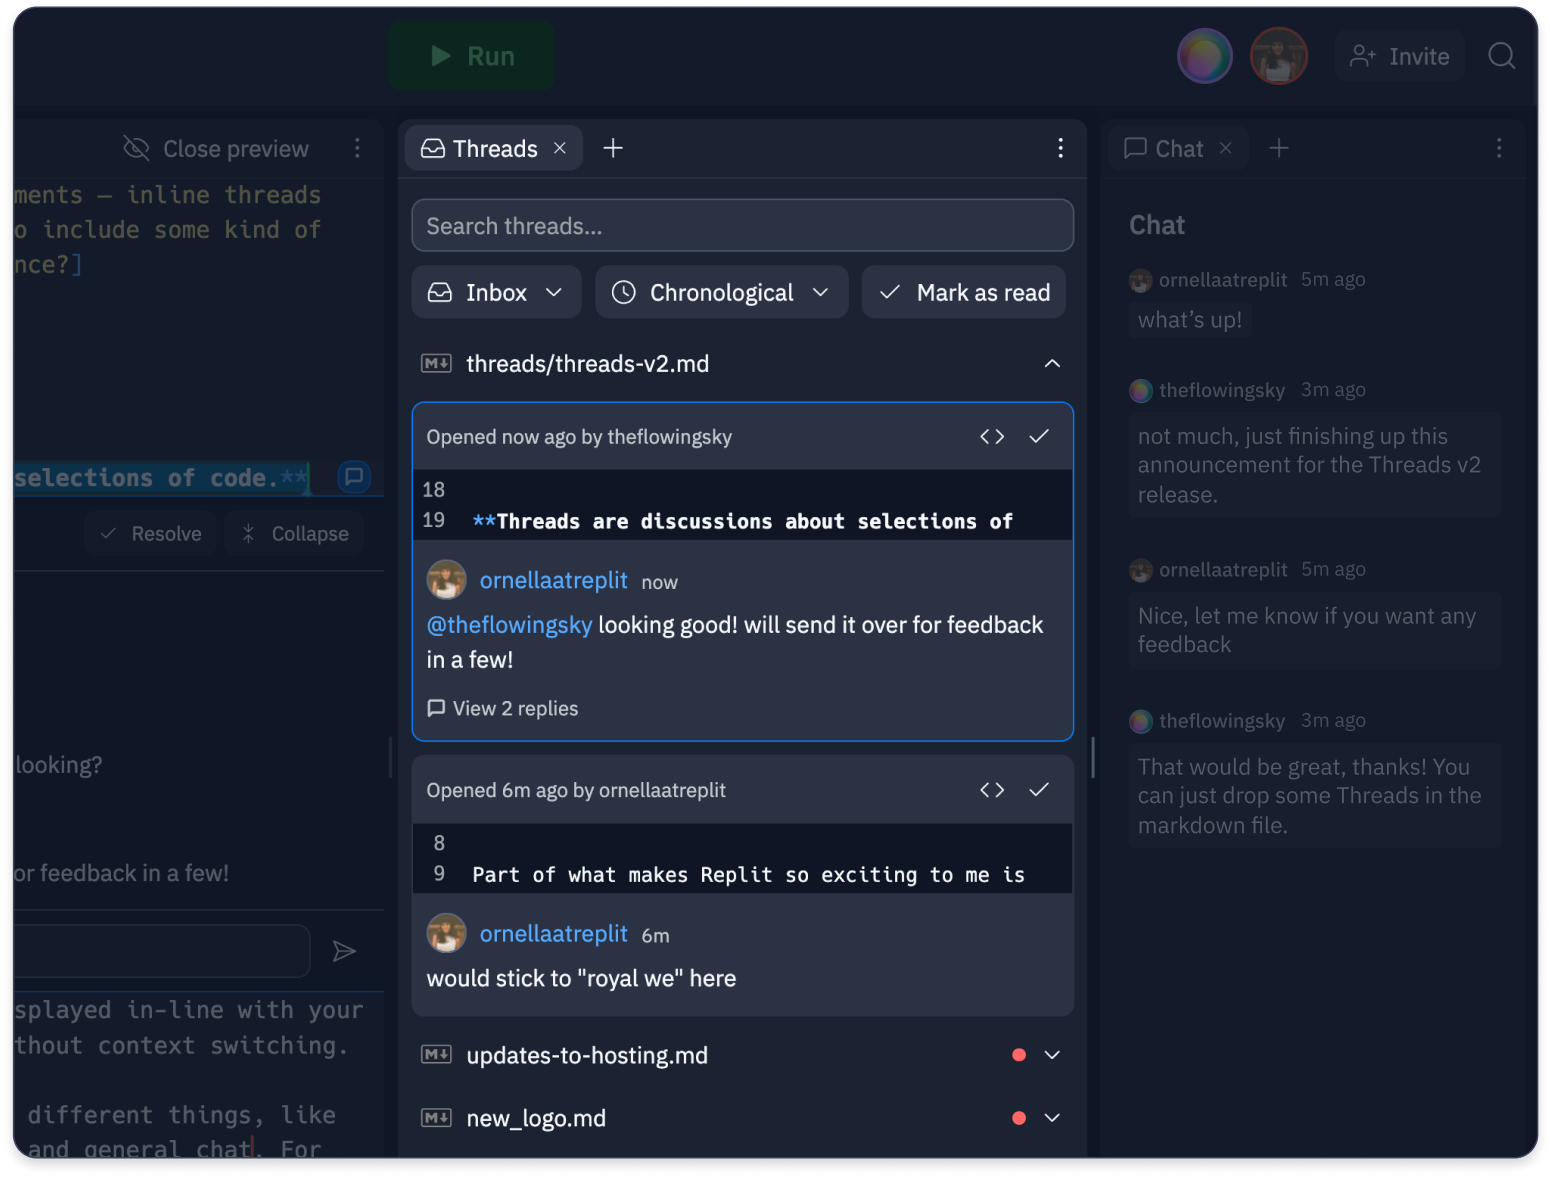 Run
Invite
Close preview
ments – inline threads
o include some kind of
nce?]
selections of code.**
Resolve
Collapse
looking?
or feedback in a few!
splayed in-line with your
thout context switching.
different things, like
and general chat. For
Threads
Search threads...
Inbox
Chronological
Mark as read
threads/threads-v2.md
Opened now ago by theflowingsky
18
19 **Threads are discussions about selections of
ornellaatreplit now
@theflowingsky looking good! will send it over for feedback
in a few!
View 2 replies
Opened 6m ago by ornellaatreplit
8
9 Part of what makes Replit so exciting to me is
ornellaatreplit 6m
would stick to "royal we" here
updates-to-hosting.md
new_logo.md
Chat
Chat
ornellaatreplit 5m ago
what’s up!
theflowingsky 3m ago
not much, just finishing up this
announcement for the Threads v2
release.
ornellaatreplit 5m ago
Nice, let me know if you want any
feedback
theflowingsky 3m ago
That would be great, thanks! You
can just drop some Threads in the
markdown file.